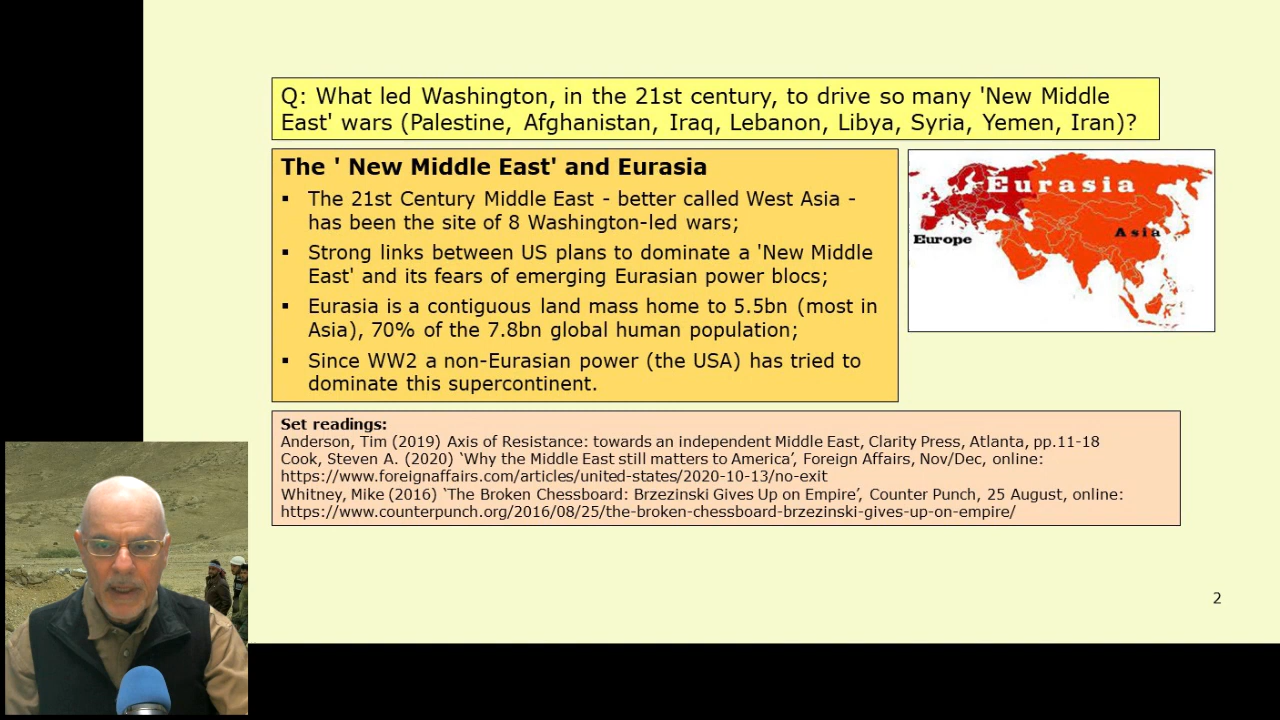 Q: What led Washington, in the 21st century, to drive so many 'New Middle
East' wars (Palestine, Afghanistan, Iraq, Lebanon, Libya, Syria, Yemen, Iran)?
The ' New Middle East' and Eurasia
▪ The 21st Century Middle East - better called West Asia -
has been the site of 8 Washington-led wars;
▪ Strong links between US plans to dominate a 'New Middle
East' and its fears of emerging Eurasian power blocs;
▪ Eurasia is a contiguous land mass home to 5.5bn (most in
Asia), 70% of the 7.8bn global human population;
▪ Since WW2 a non-Eurasian power (the USA) has tried to
dominate this supercontinent.
Eurasia
Europe
Asia
Set readings:
Anderson, Tim (2019) Axis of Resistance: towards an independent Middle East, Clarity Press, Atlanta, pp.11-18
Cook, Steven A. (2020) ‘Why the Middle East still matters to America’, Foreign Affairs, Nov/Dec, online:
https://www.foreignaffairs.com/articles/united-states/2020-10-13/no-exit
Whitney, Mike (2016) ‘The Broken Chessboard: Brzezinski Gives Up on Empire’, Counter Punch, 25 August, online:
https://www.counterpunch.org/2016/08/25/the-broken-chessboard-brzezinski-gives-up-on-empire/
2